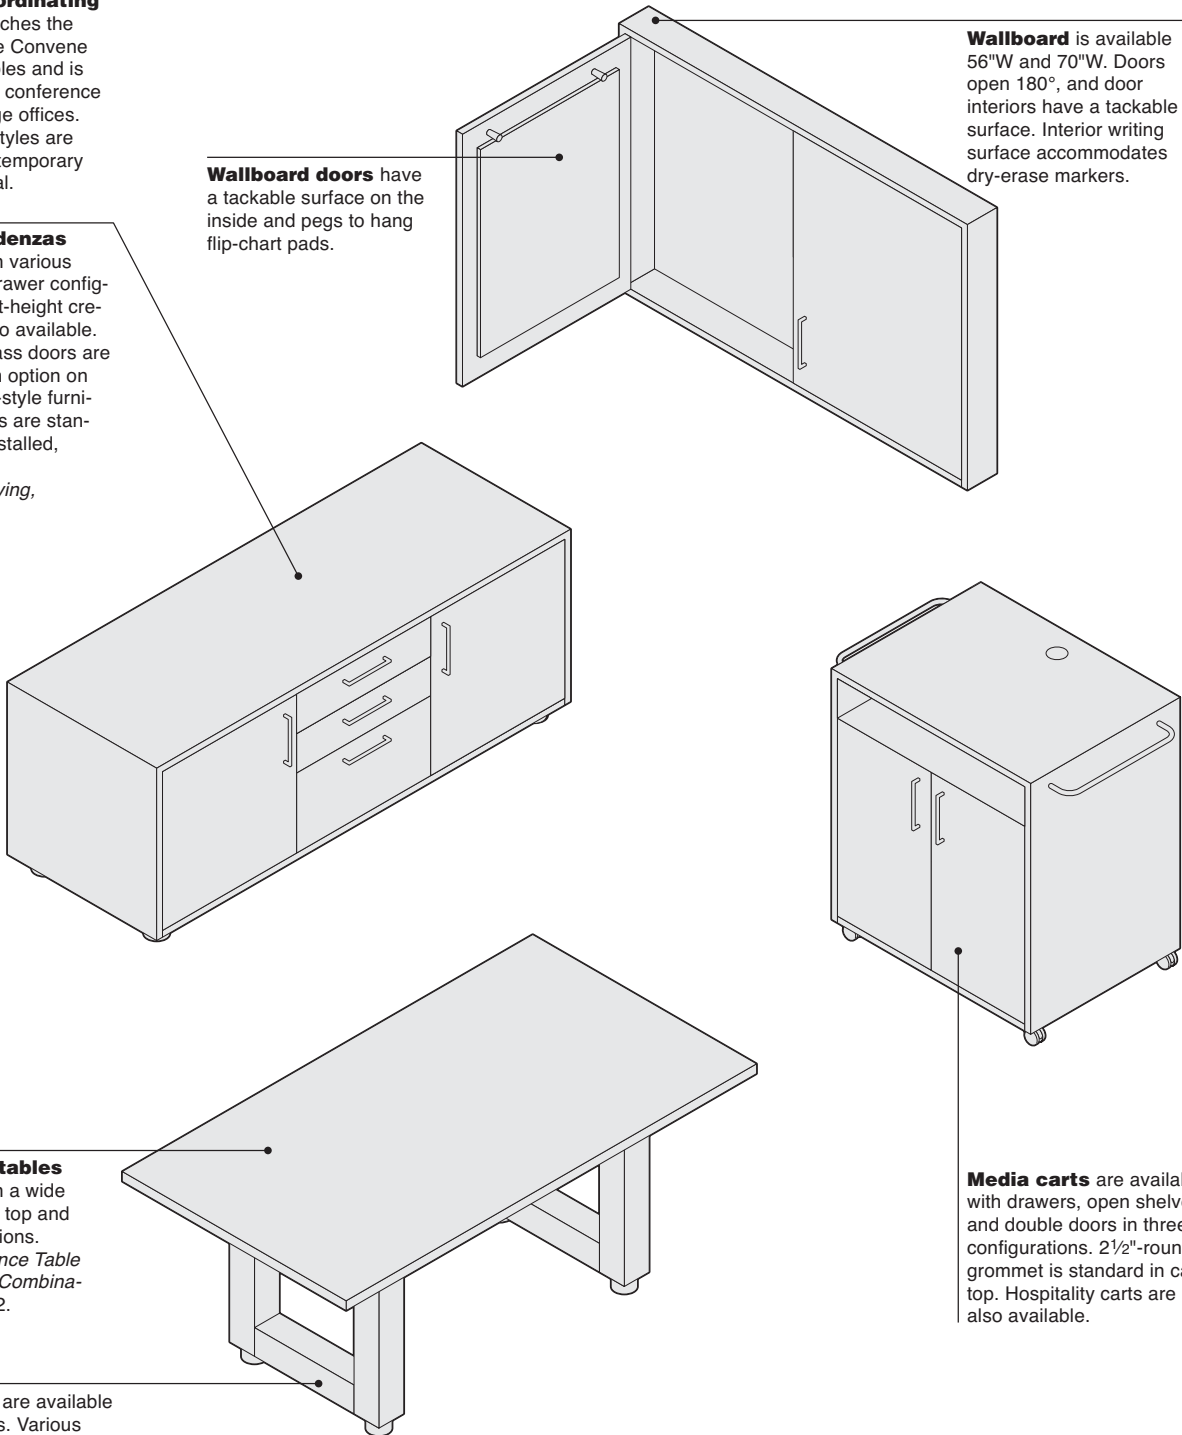 ches the
e Convene
les and is
conference
ge offices.
tyles are
temporary
al.
Wallboard is available
56"W and 70"W. Doors
open 180°, and door
interiors have a tackable
surface. Interior writing
surface accommodates
dry-erase markers.
Wallboard doors have
a tackable surface on the
inside and pegs to hang
flip-chart pads.
denzas
n various
rawer config-
t-height cre-
o available.
ass doors are
n option on
-style furni-
s are stan-
stalled,
ving,
tables
n a wide
top and
ions.
nce Table
Combina-
2.
are available
s. Various
Media carts are availab
with drawers, open shelve
and double doors in three
configurations. 2½"-roun
grommet is standard in ca
top. Hospitality carts are
also available.